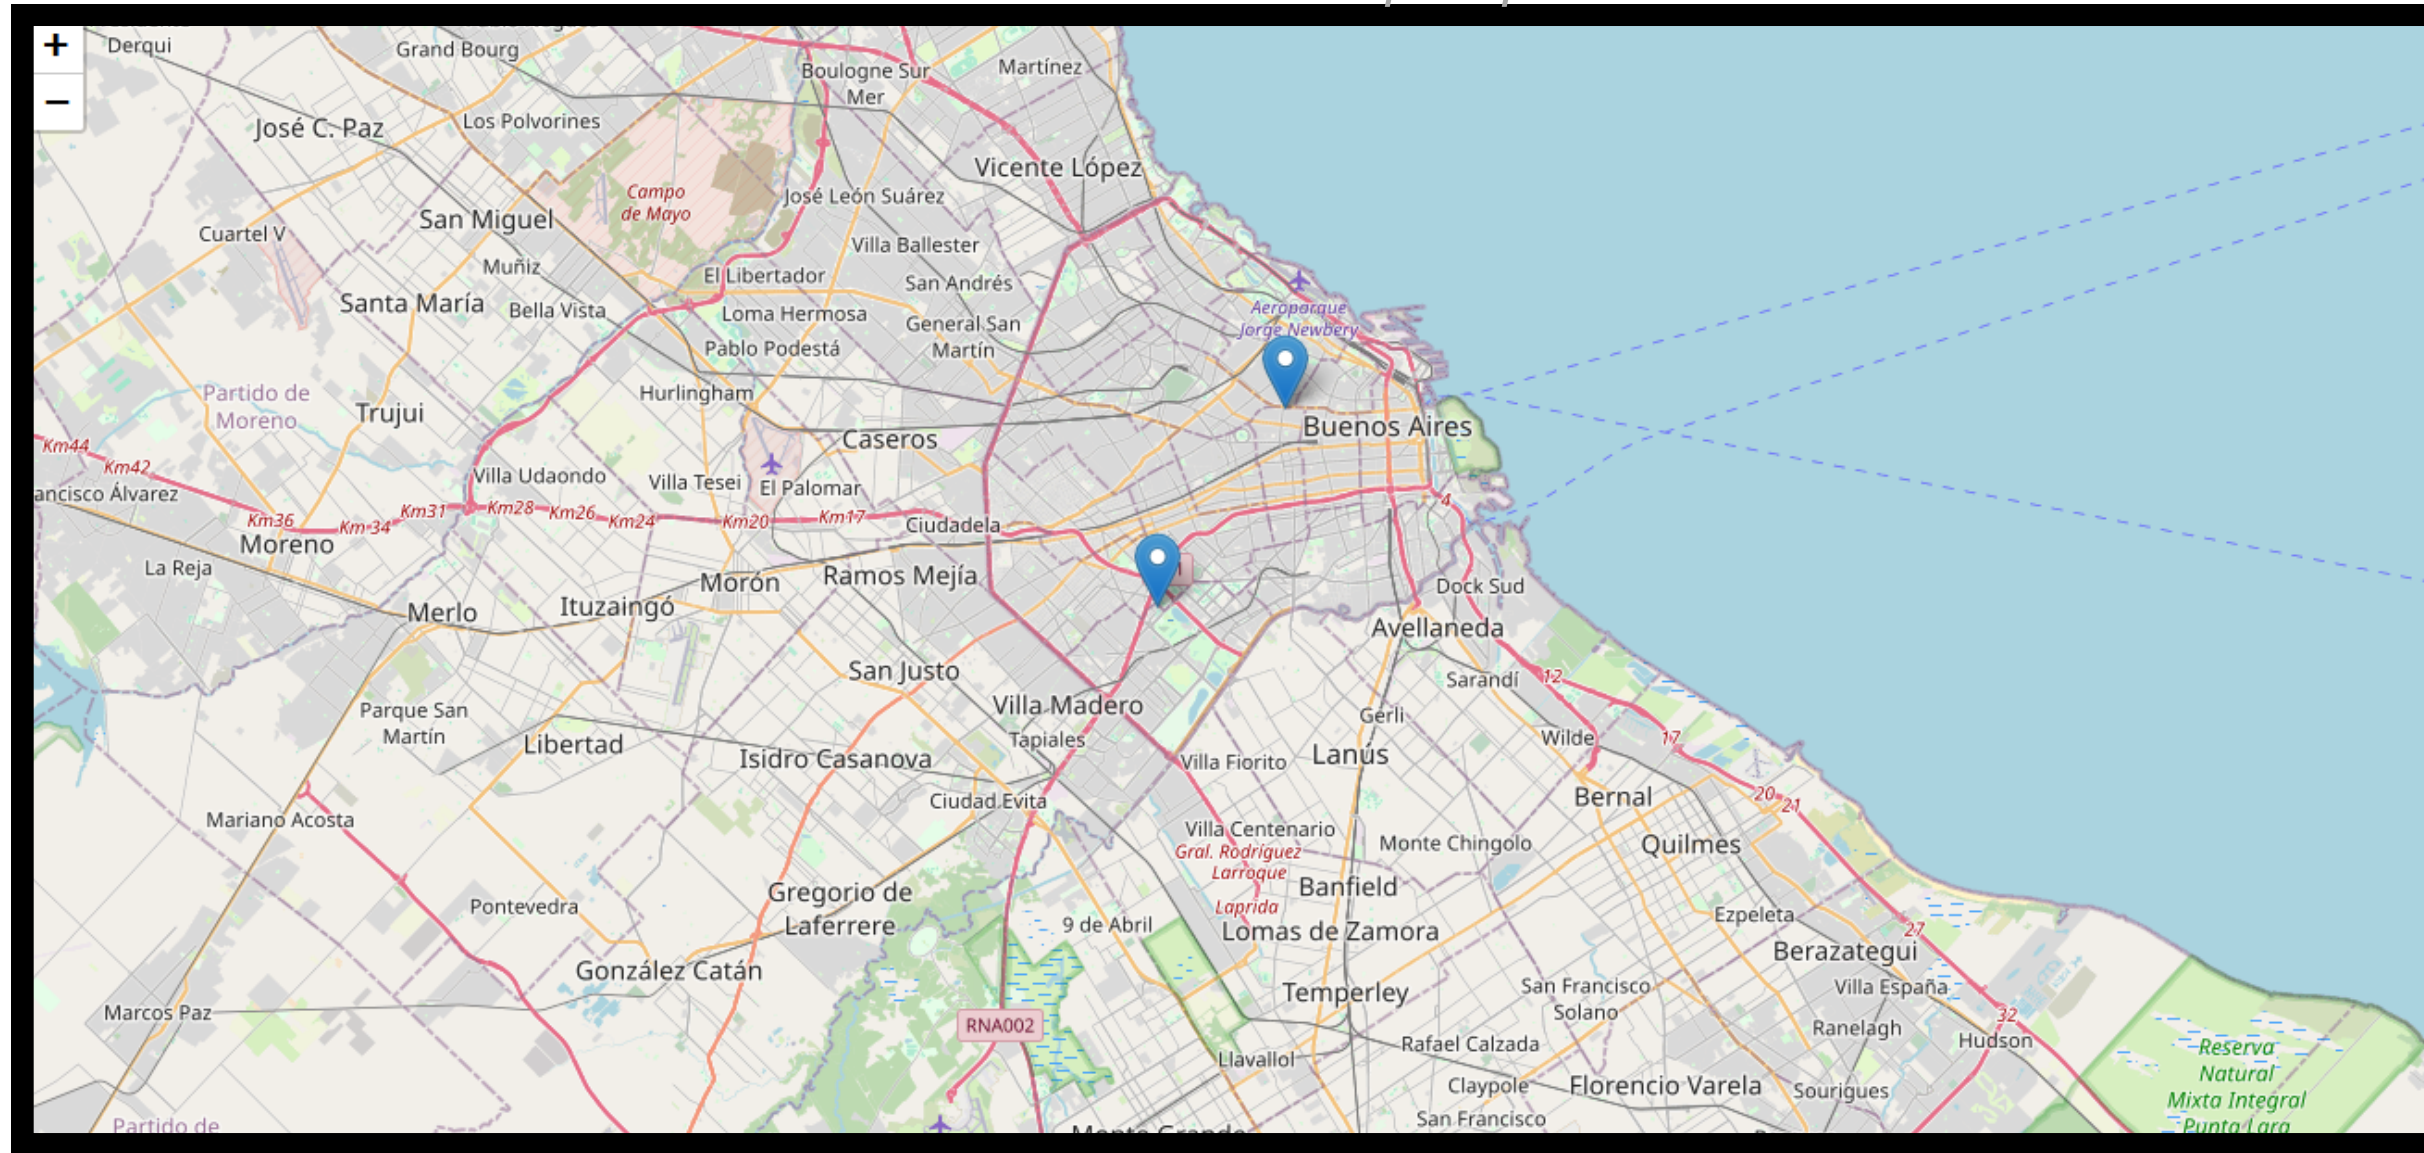 +
−
Derqui
Grand Bourg
Boulogne Sur
Mer
Martínez
José C. Paz
Los Polvorines
Vicente López
Campo
de Mayo
José León Suárez
San Miguel
Cuartel V
Villa Ballester
Muñiz
El Libertador
San Andrés
Santa María
Bella Vista
Loma Hermosa
General San
Martín
Aeroparque
Jorge Newbery
Pablo Podestá
Partido de
Moreno
Hurlingham
Trujui
Buenos Aires
Caseros
Km44
Km42
Villa Udaondo
Villa Tesei
El Palomar
ancisco Álvarez
Km36
Km34
Km31
Km28
Km26
Km24
Km20
Km17
Ciudadela
4
Moreno
La Reja
Morón
Ramos Mejía
Dock Sud
Merlo
Ituzaingó
Avellaneda
San Justo
Sarandí
12
Villa Madero
Parque San
Martín
Gerli
Libertad
Tapiales
Wilde
17
Isidro Casanova
Villa Fiorito
Lanús
Ciudad Evita
Bernal
20
21
Mariano Acosta
Villa Centenario
Monte Chingolo
Quilmes
Gral. Rodríguez
Larroque
Banfield
Gregorio de
Laferrere
Pontevedra
Laprida
9 de Abril
Lomas de Zamora
Ezpeleta
27
Berazategui
González Catán
Temperley
San Francisco
Solano
Villa España
Marcos Paz
RNA002
Ranelagh
32
Hudson
Llavallol
Rafael Calzada
Reserva
Natural
Mixta Integral
Punta Lara
Claypole
Florencio Varela
Sourigues
San Francisco
Partido de
Monte Grande